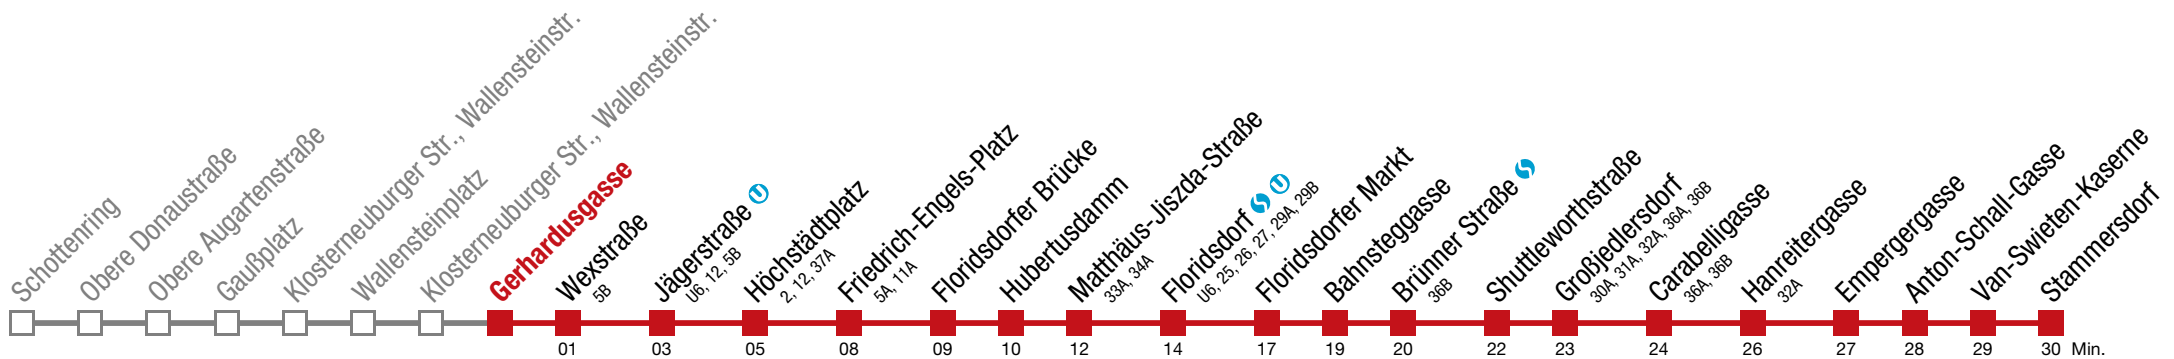 Schottenring
Obere Donaustraße
Obere Augartenstraße
Gaußplatz
Klosterneuburger Str., Wallensteinstr.
Wallensteinplatz
Klosterneuburger Str., Wallensteinstr.
Gerhardusgasse
Wexstraße
5B
Jägerstraße U
U6, 12, 5B
Höchstädtplatz
2, 12, 37A
Friedrich-Engels-Platz
5A, 11A
Floridsdorfer Brücke
Hubertusdamm
Matthäus-Jiszda-Straße
33A, 34A
Floridsdorf S U
U6, 25, 26, 27, 29A, 29B
Floridsdorfer Markt
Bahnsteggasse
Brünner Straße S
36B
Shuttleworthstraße
Großjedlersdorf
30A, 31A, 32A, 36A, 36B
Carabelligasse
36A, 36B
Hanreitergasse
32A
Empergergasse
Anton-Schall-Gasse
Van-Swieten-Kaserne
Stammersdorf
01 03 05 08 09 10 12 14 17 19 20 22 23 24 26 27 28 29 30 Min.